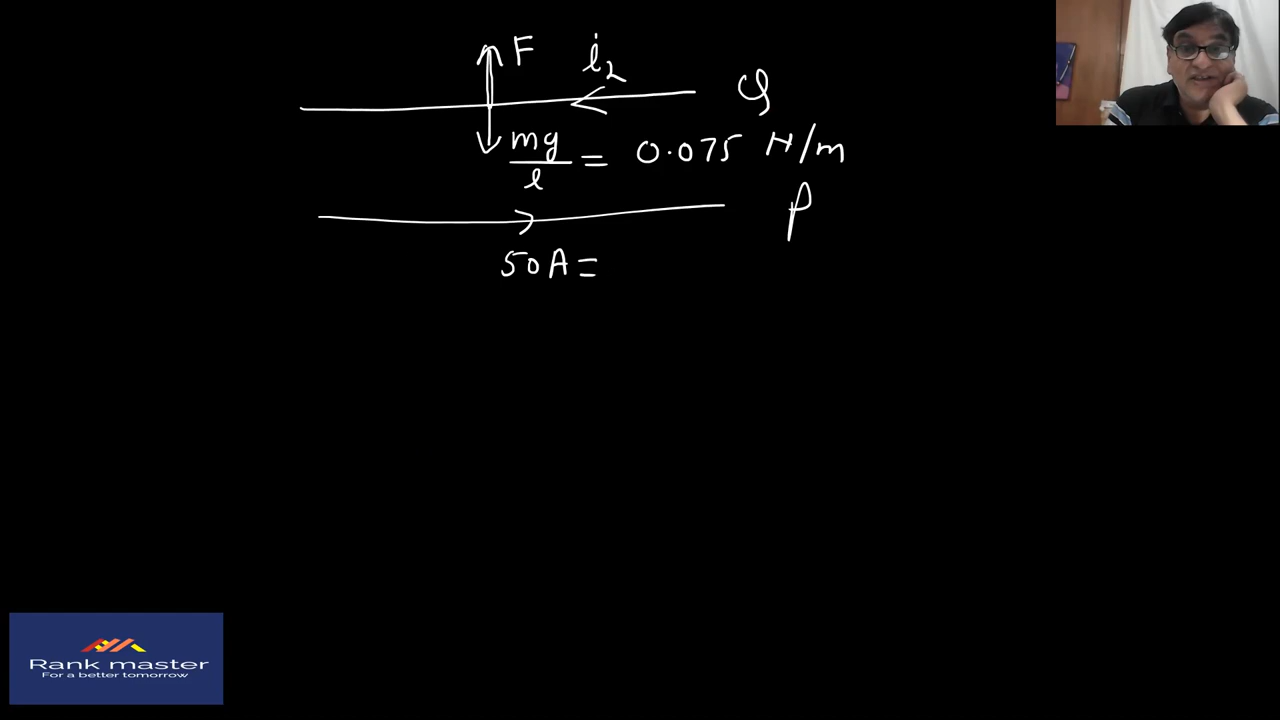 F
i₂
Q
mg/l = 0.075 N/m
P
50A =
Rank master
For a better tomorrow